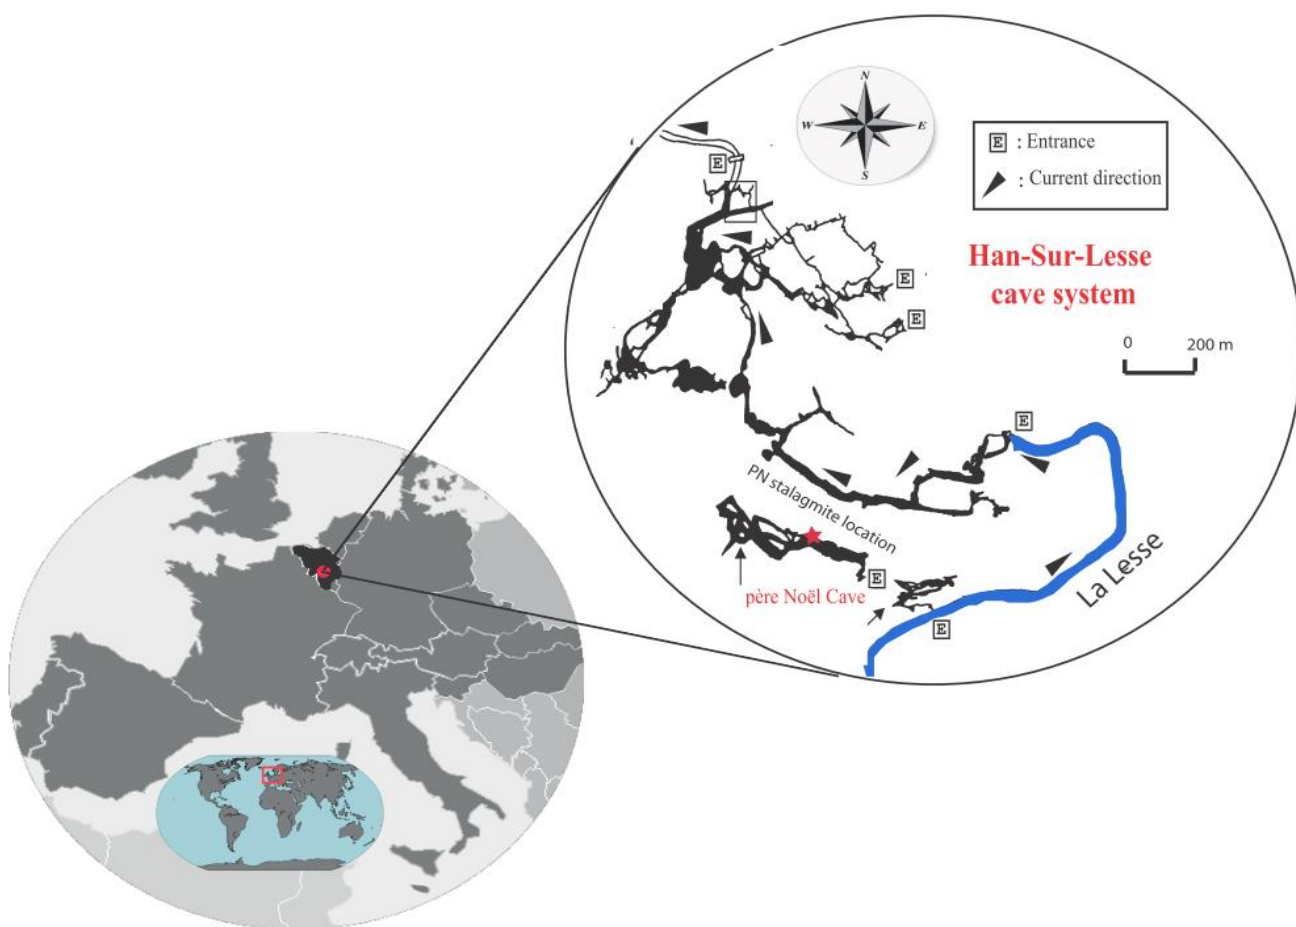 N
W
E
S
E : Entrance
: Current direction
Han-Sur-Lesse
cave system
0
200 m
E
E
E
E
PN stalagmite location
La Lesse
E
père Noël Cave
E